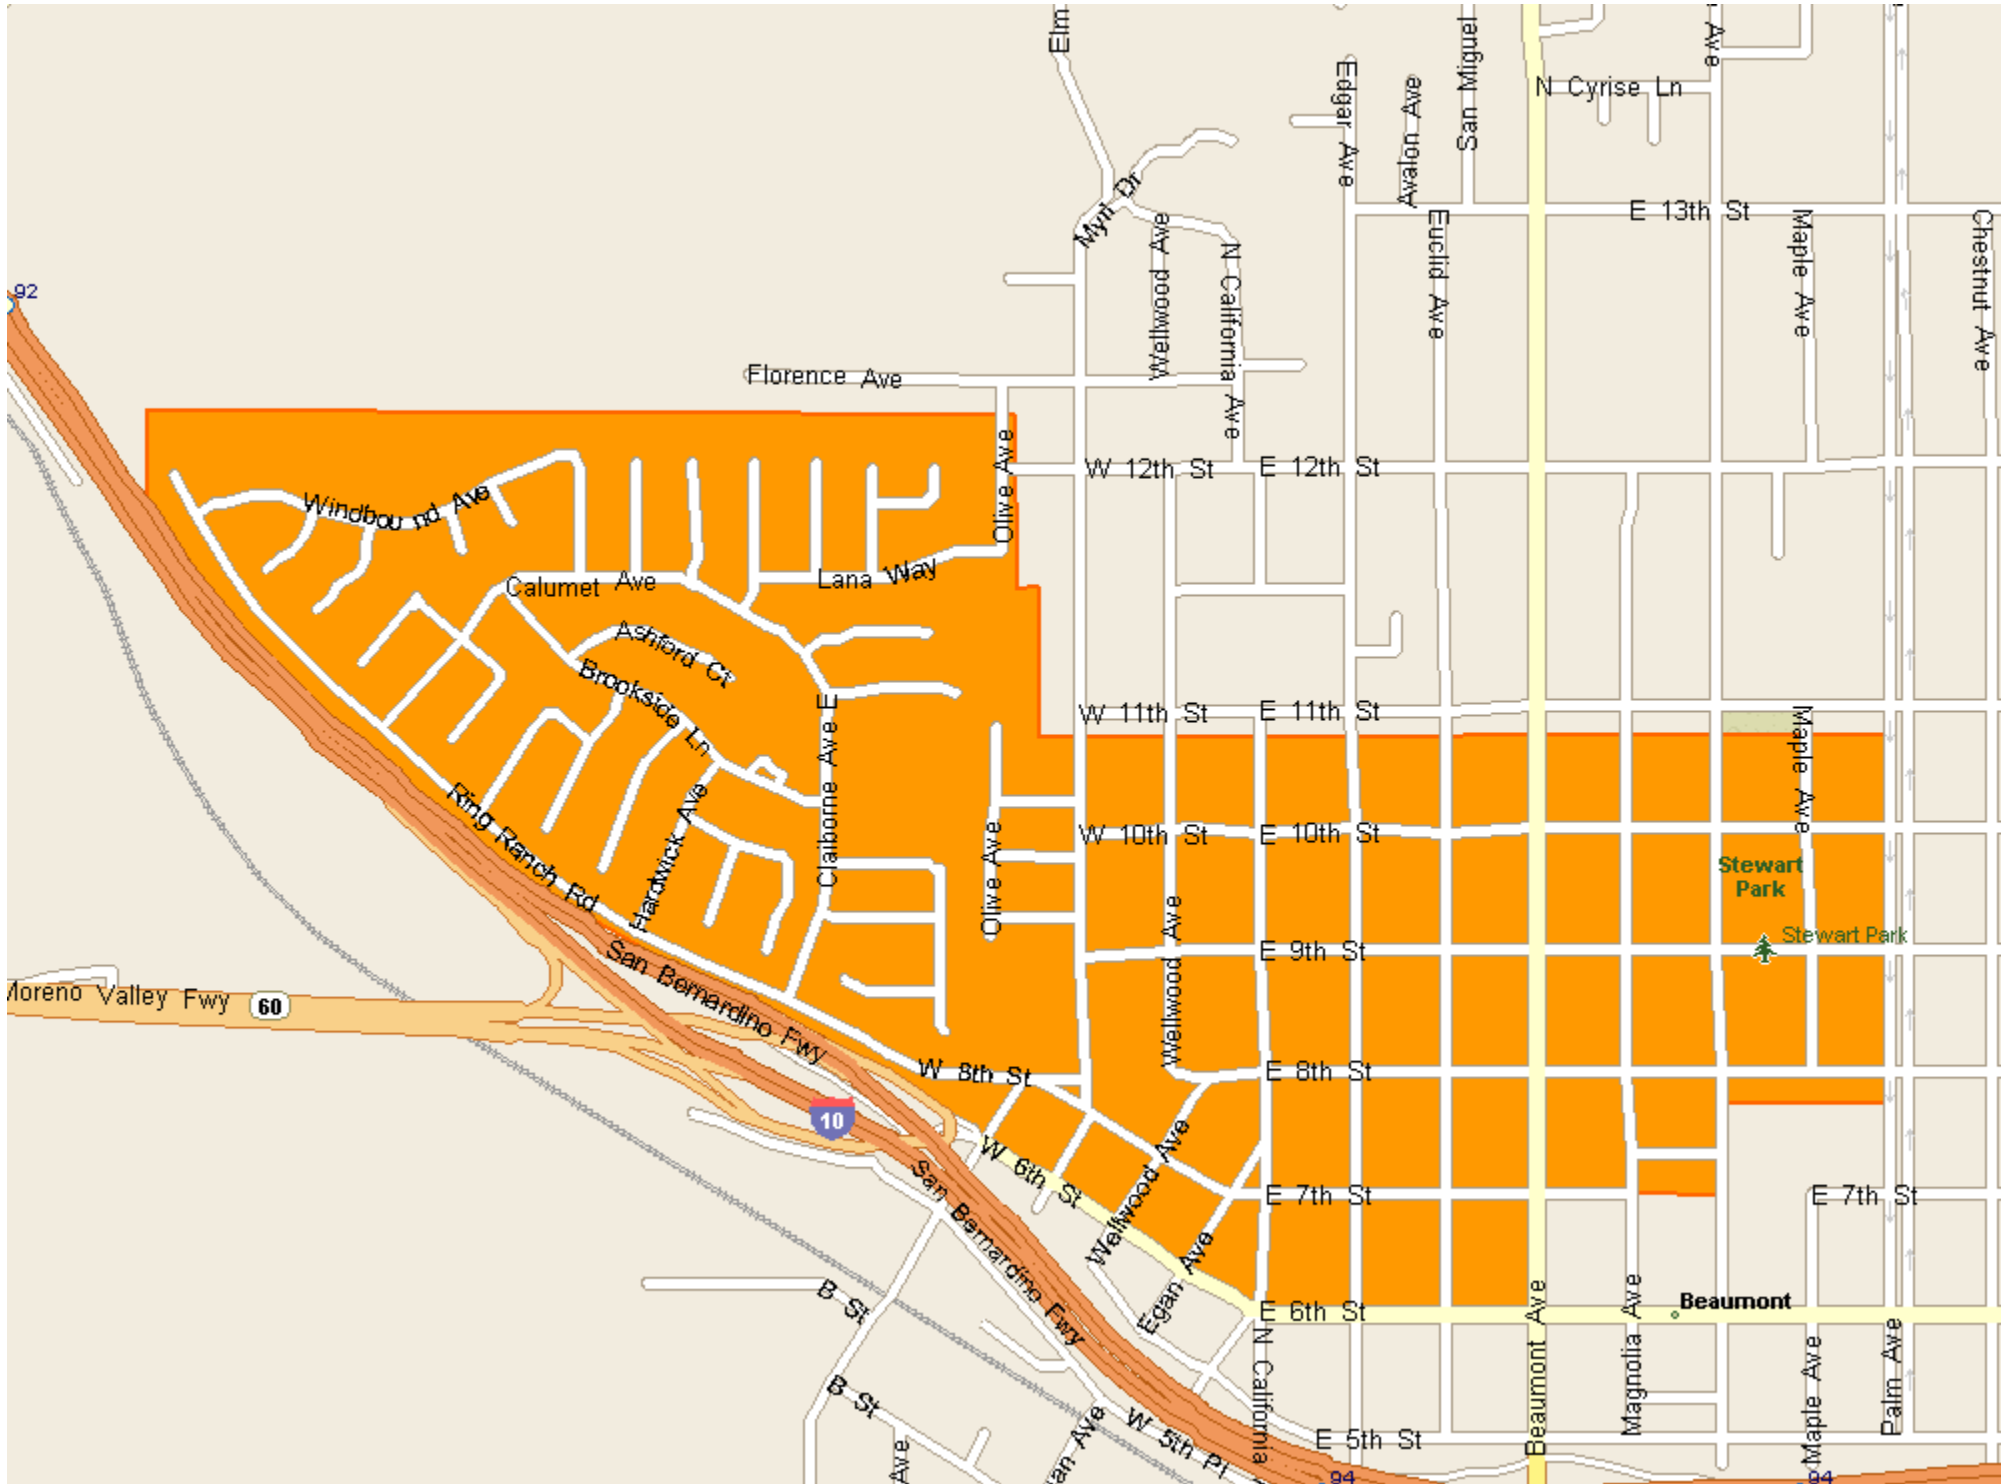 Elm
San Miguel
Ave
N Cyrise Ln
Edgar Ave
Avalon Ave
Myri Dr
E 13th St
Wellwood Ave
N California Ave
Euclid Ave
Maple Ave
Chestnut Ave
92
Florence Ave
Olive Ave
W 12th St
E 12th St
Windbound Ave
Calumet Ave
Lana Way
Ashford Ct
Brookside Ln
Claiborne Ave E
W 11th St
E 11th St
Maple Ave
Ring Ranch Rd
Hardwick Ave
Olive Ave
W 10th St
E 10th St
Stewart
Park
Stewart Park
Wellwood Ave
E 9th St
San Bernardino Fwy
Moreno Valley Fwy
60
W 8th St
E 8th St
10
W 6th St
Wellwood Ave
E 7th St
E 7th St
San Bernardino Fwy
Egan Ave
B St
E 6th St
Beaumont
Beaumont Ave
Magnolia Ave
N California
Maple Ave
Palm Ave
B St
W 5th Pl
E 5th St
Ave
an Ave
94
94